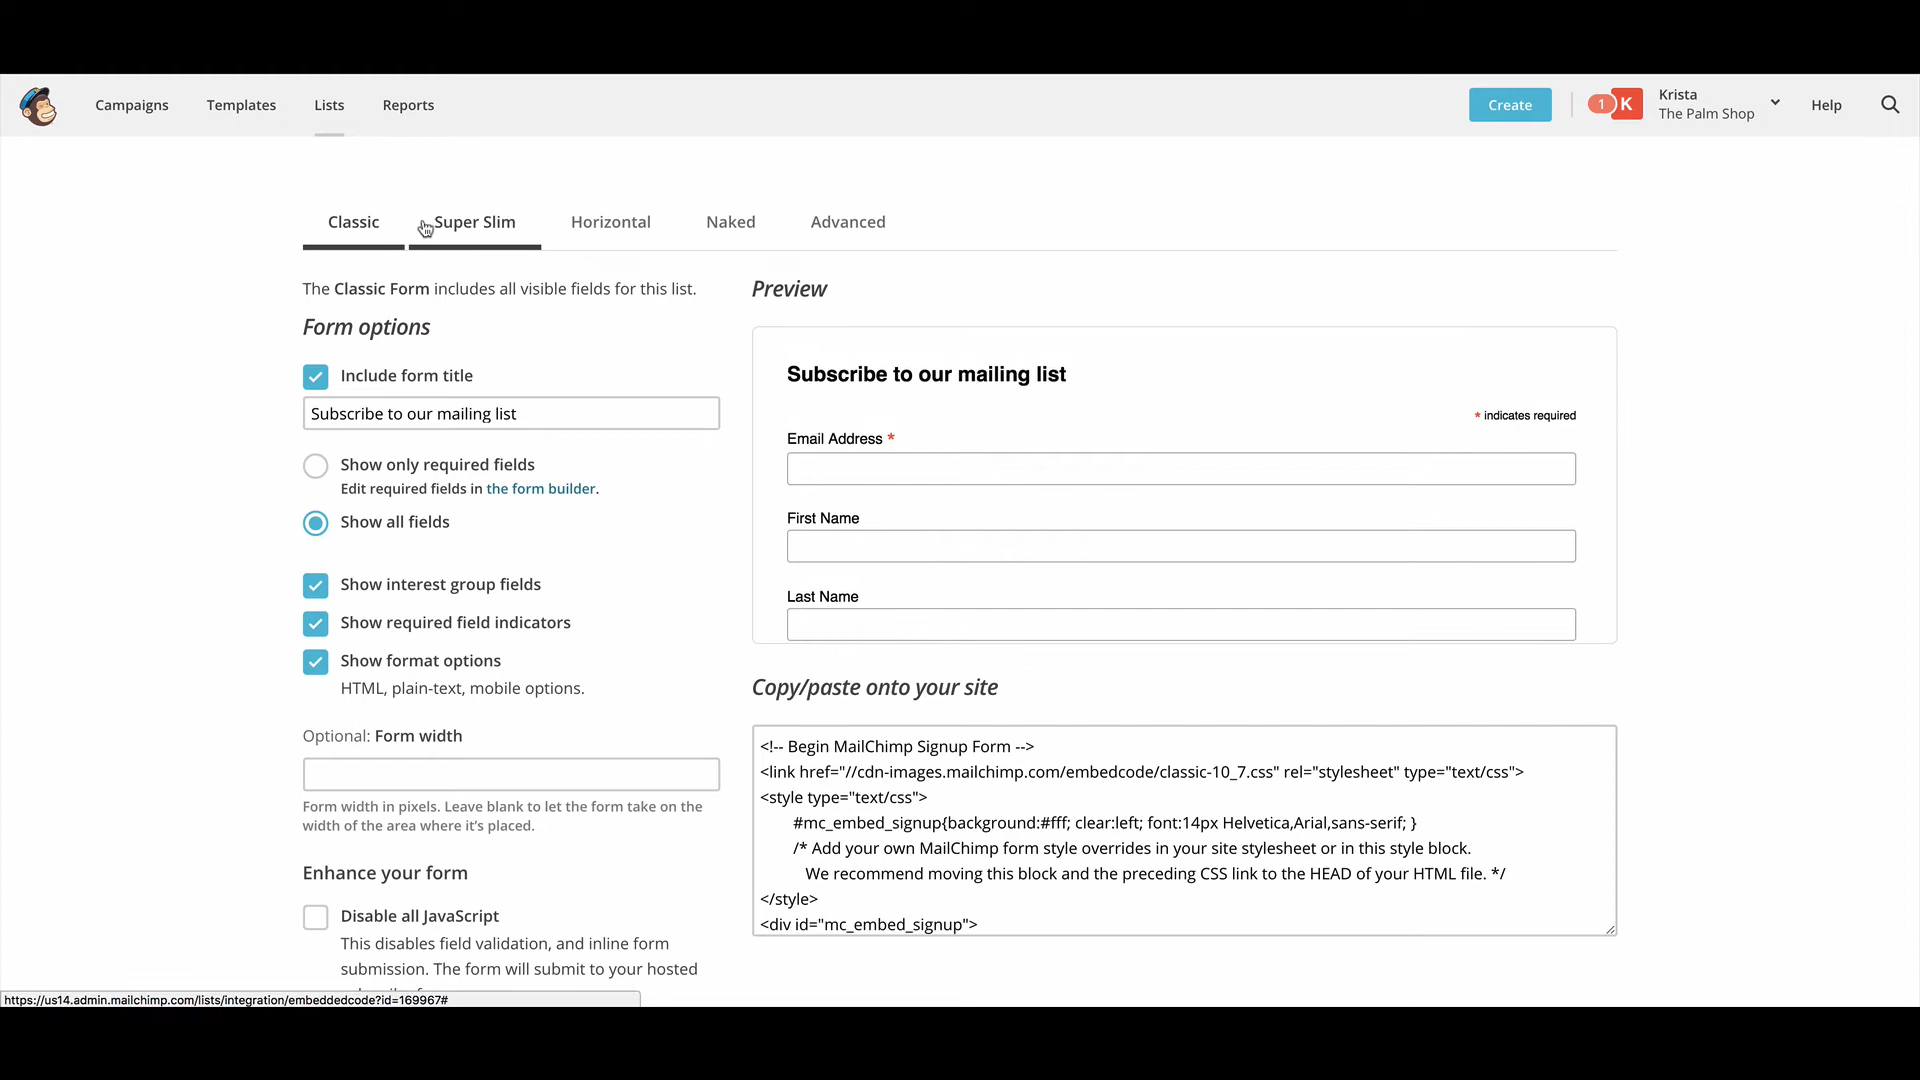 Campaigns Templates Lists Reports Create 1 K Krista Help
The Palm Shop
Classic Super Slim Horizontal Naked Advanced
The Classic Form includes all visible fields for this list.
Form options
Include form title
Subscribe to our mailing list
Show only required fields
Edit required fields in the form builder.
Show all fields
Show interest group fields
Show required field indicators
Show format options
HTML, plain-text, mobile options.
Optional: Form width
Form width in pixels. Leave blank to let the form take on the
width of the area where it's placed.
Enhance your form
Disable all JavaScript
This disables field validation, and inline form
submission. The form will submit to your hosted
Preview
Subscribe to our mailing list
* indicates required
Email Address *
First Name
Last Name
Copy/paste onto your site
<!-- Begin MailChimp Signup Form -->
<link href="//cdn-images.mailchimp.com/embedcode/classic-10_7.css" rel="stylesheet" type="text/css">
<style type="text/css">
#mc_embed_signup{background:#fff; clear:left; font:14px Helvetica,Arial,sans-serif; }
/* Add your own MailChimp form style overrides in your site stylesheet or in this style block.
We recommend moving this block and the preceding CSS link to the HEAD of your HTML file. */
</style>
<div id="mc_embed_signup">
https://us14.admin.mailchimp.com/lists/integration/embeddedcode?id=169967#